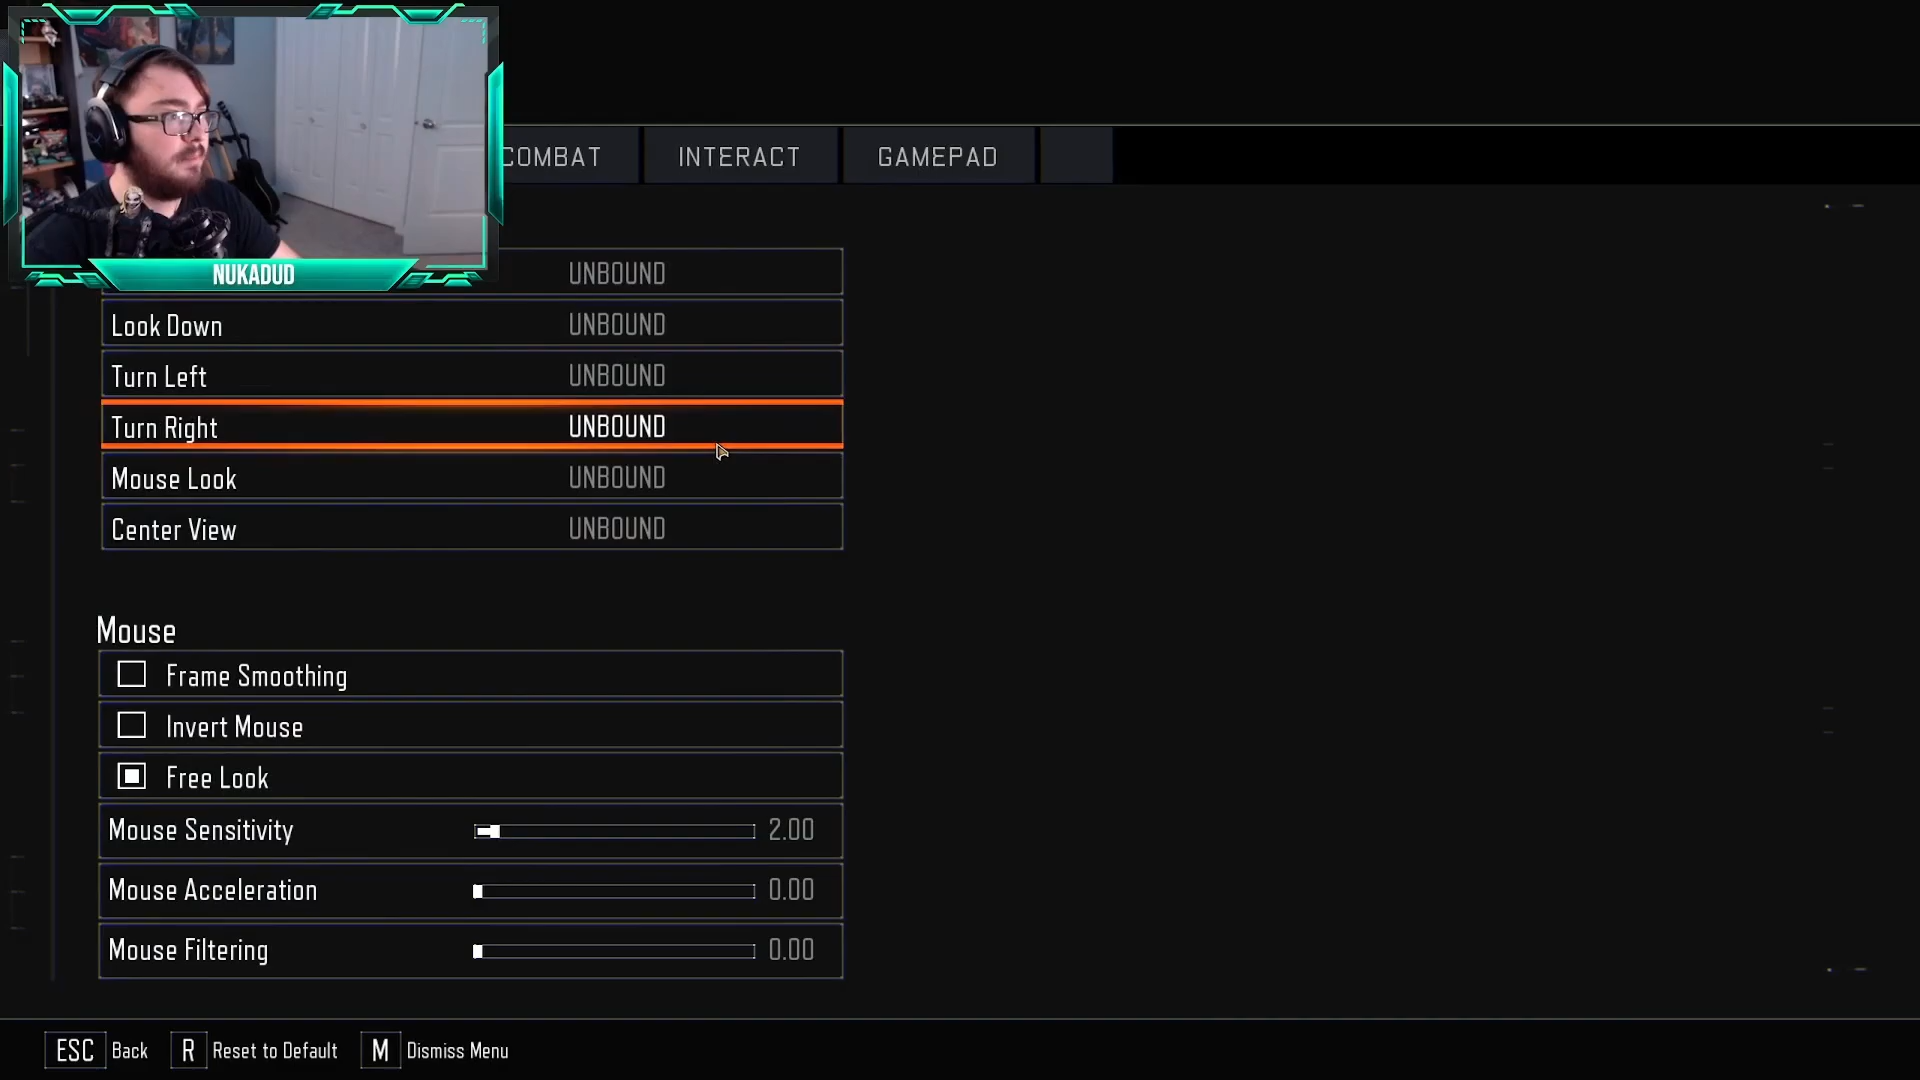 COMBAT
INTERACT
GAMEPAD
NUKADUD
UNBOUND
Look Down UNBOUND
Turn Left UNBOUND
Turn Right UNBOUND
Mouse Look UNBOUND
Center View UNBOUND
Mouse
Frame Smoothing
Invert Mouse
Free Look
Mouse Sensitivity 2.00
Mouse Acceleration 0.00
Mouse Filtering 0.00
ESC Back R Reset to Default M Dismiss Menu